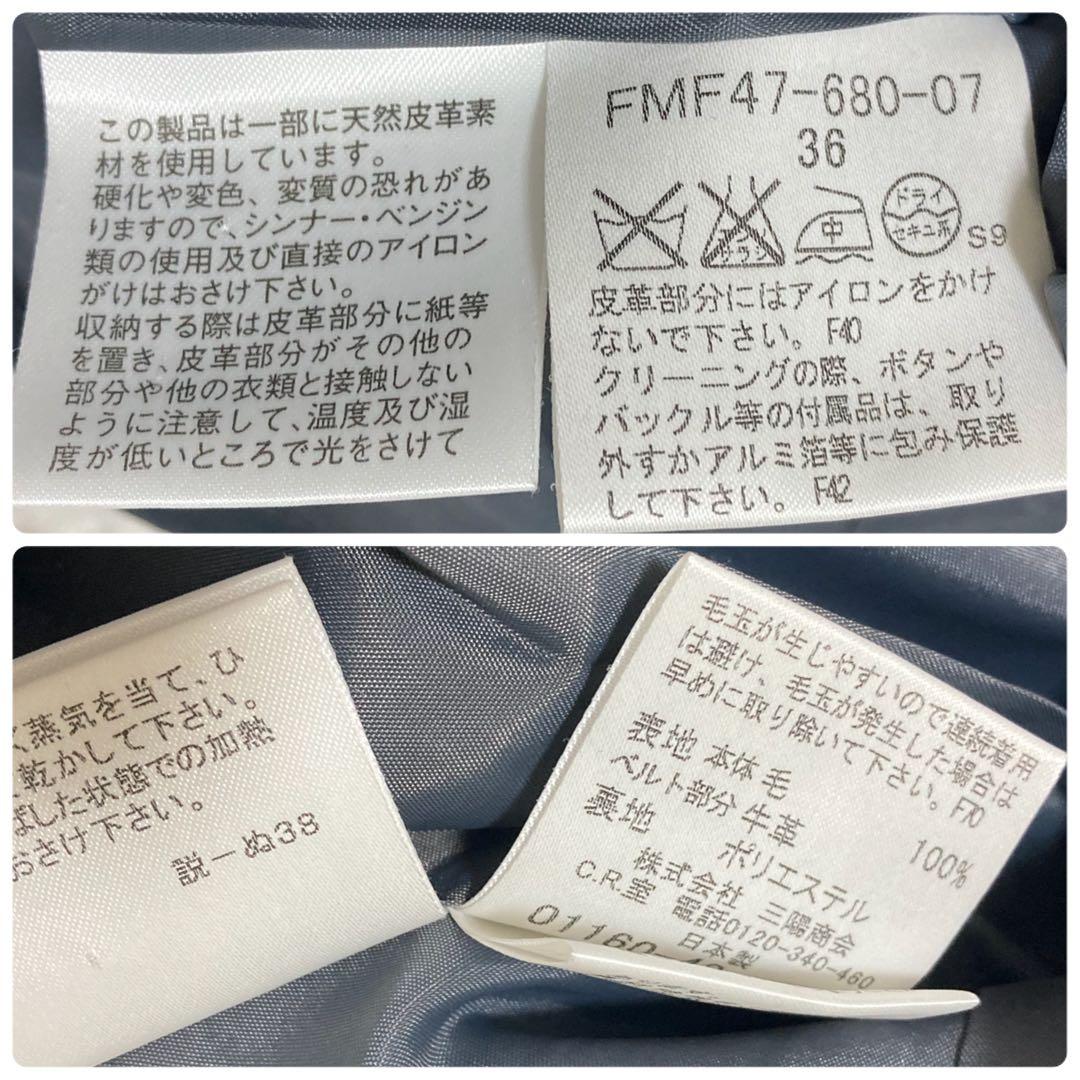 この製品は一部に天然皮革素
材を使用しています。
硬化や変色、変質の恐れがあ
りますので、シンナー・ベンジン
類の使用及び直接のアイロン
がけはおさけ下さい。
収納する際は皮革部分に紙等
を置き、皮革部分がその他の
部分や他の衣類と接触しない
ように注意して、温度及び湿
度が低いところで光をさけて
FMF47-680-07
36
エンソ
サラシ
中
ドライ
セキユ系
S9
皮革部分にはアイロンをかけ
ないで下さい。F40
クリーニングの際、ボタンや
バックル等の付属品は、取り
外すかアルミ箔等に包み保護
して下さい。F42
く蒸気を当て、ひ
乾かして下さい。
ばした状態での加熱
おさけ下さい。
説-ぬ38
毛玉が生じやすいので連続着用
は避け、毛玉が発生した場合は
早めに取り除いて下さい。F70
表地 本体 毛 100%
ベルト部分 牛革
裏地 ポリエステル
株式会社 三陽商会
C.R.室 電話0120-340-460
日本製
01160-